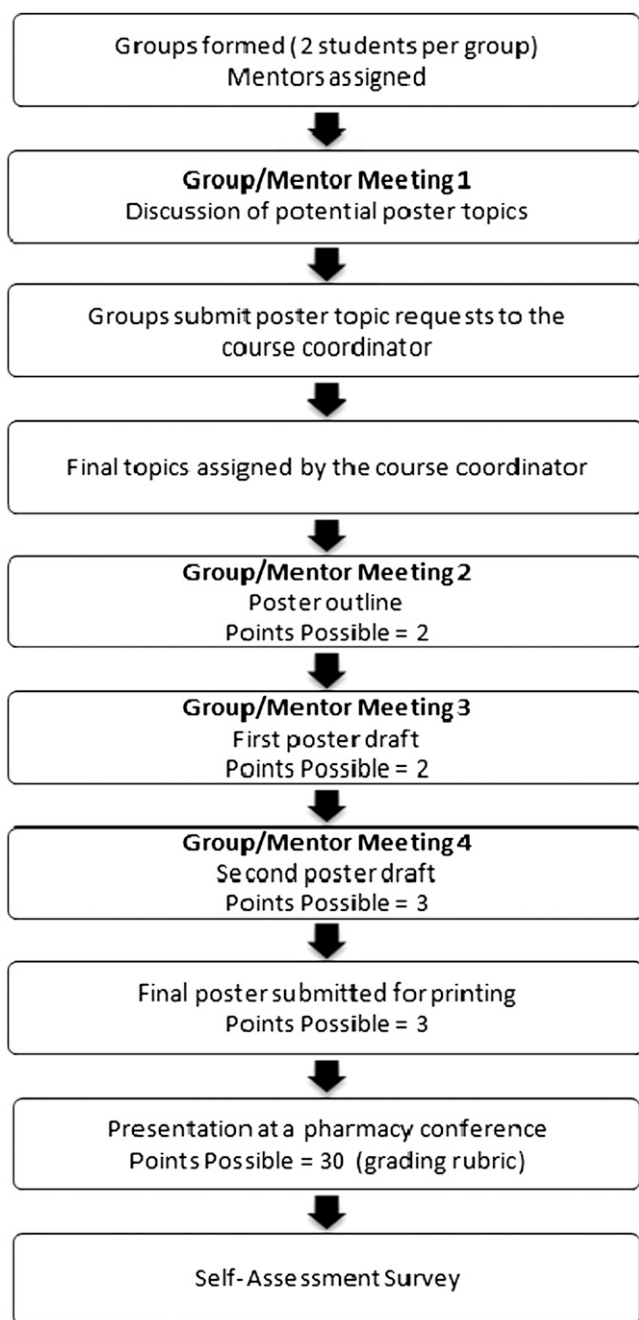 Groups formed (2 students per group)
Mentors assigned
Group/Mentor Meeting 1
Discussion of potential poster topics
Groups submit poster topic requests to the
course coordinator
Final topics assigned by the course coordinator
Group/Mentor Meeting 2
Poster outline
Points Possible = 2
Group/Mentor Meeting 3
First poster draft
Points Possible = 2
Group/Mentor Meeting 4
Second poster draft
Points Possible = 3
Final poster submitted for printing
Points Possible = 3
Presentation at a pharmacy conference
Points Possible = 30 (grading rubric)
Self-Assessment Survey